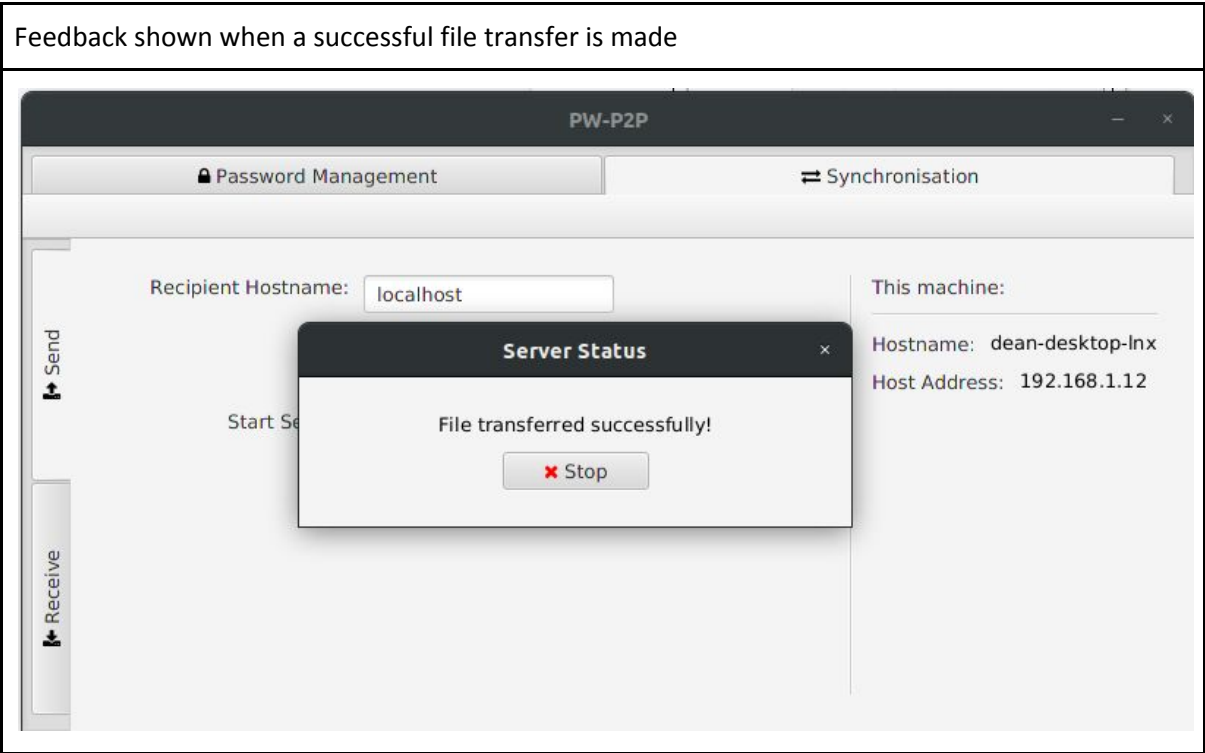 Feedback shown when a successful file transfer is made
PW-P2P
Password Management
Synchronisation
Send
Receive
Recipient Hostname: localhost
Start Se
Server Status
File transferred successfully!
Stop
This machine:
Hostname: dean-desktop-lnx
Host Address: 192.168.1.12